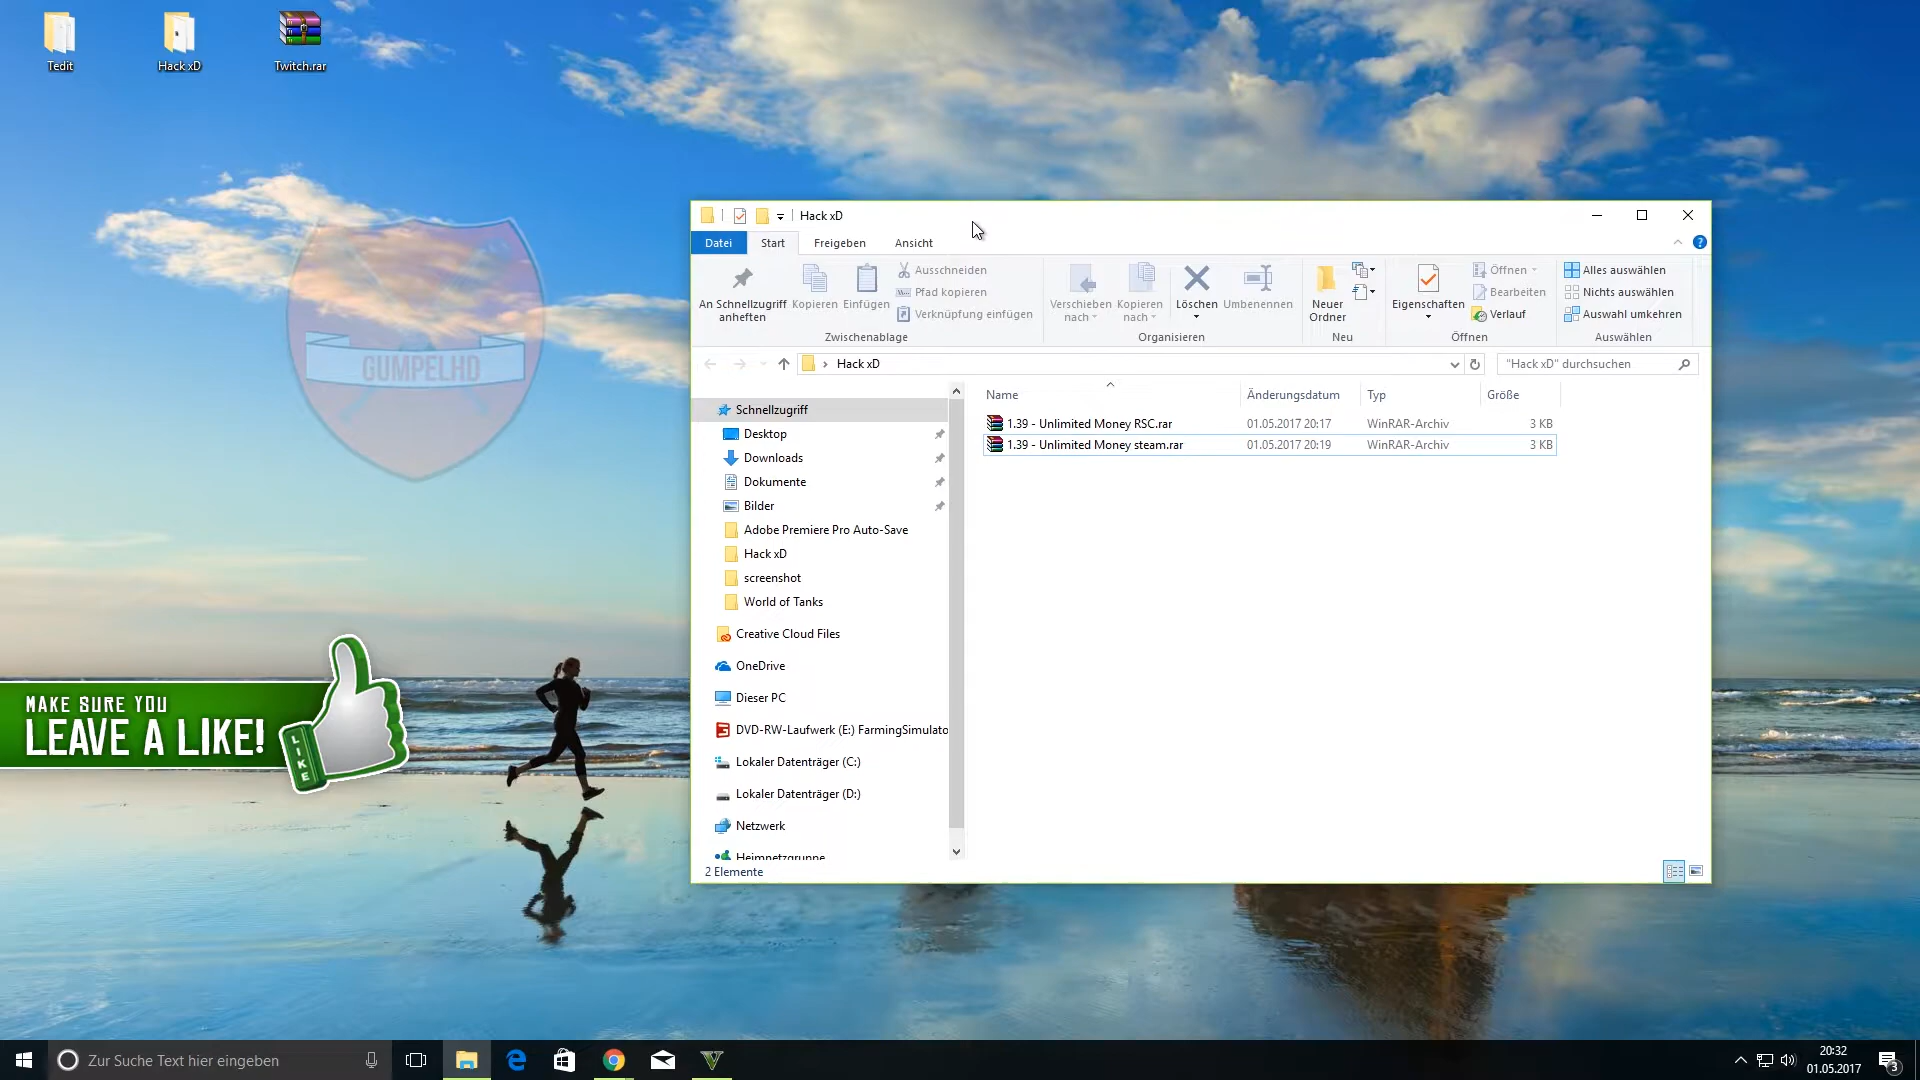 Tedit
Hack xD
Twitch.rar
GUMPELHD
MAKE SURE YOU
LEAVE A LIKE!
LIKE
Hack xD
Datei
Start
Freigeben
Ansicht
An Schnellzugriff
anheften
Kopieren
Einfügen
Ausschneiden
Pfad kopieren
Verknüpfung einfügen
Zwischenablage
Verschieben
nach
Kopieren
nach
Löschen
Umbenennen
Organisieren
Neuer
Ordner
Neu
Eigenschaften
Öffnen
Bearbeiten
Verlauf
Öffnen
Alles auswählen
Nichts auswählen
Auswahl umkehren
Auswählen
Hack xD
"Hack xD" durchsuchen
Schnellzugriff
Desktop
Downloads
Dokumente
Bilder
Adobe Premiere Pro Auto-Save
Hack xD
screenshot
World of Tanks
Creative Cloud Files
OneDrive
Dieser PC
DVD-RW-Laufwerk (E:) FarmingSimulato
Lokaler Datenträger (C:)
Lokaler Datenträger (D:)
Netzwerk
Heimnetzgruppe
Name Änderungsdatum Typ Größe
1.39 - Unlimited Money RSC.rar 01.05.2017 20:17 WinRAR-Archiv 3 KB
1.39 - Unlimited Money steam.rar 01.05.2017 20:19 WinRAR-Archiv 3 KB
2 Elemente
Zur Suche Text hier eingeben
20:32
01.05.2017
3